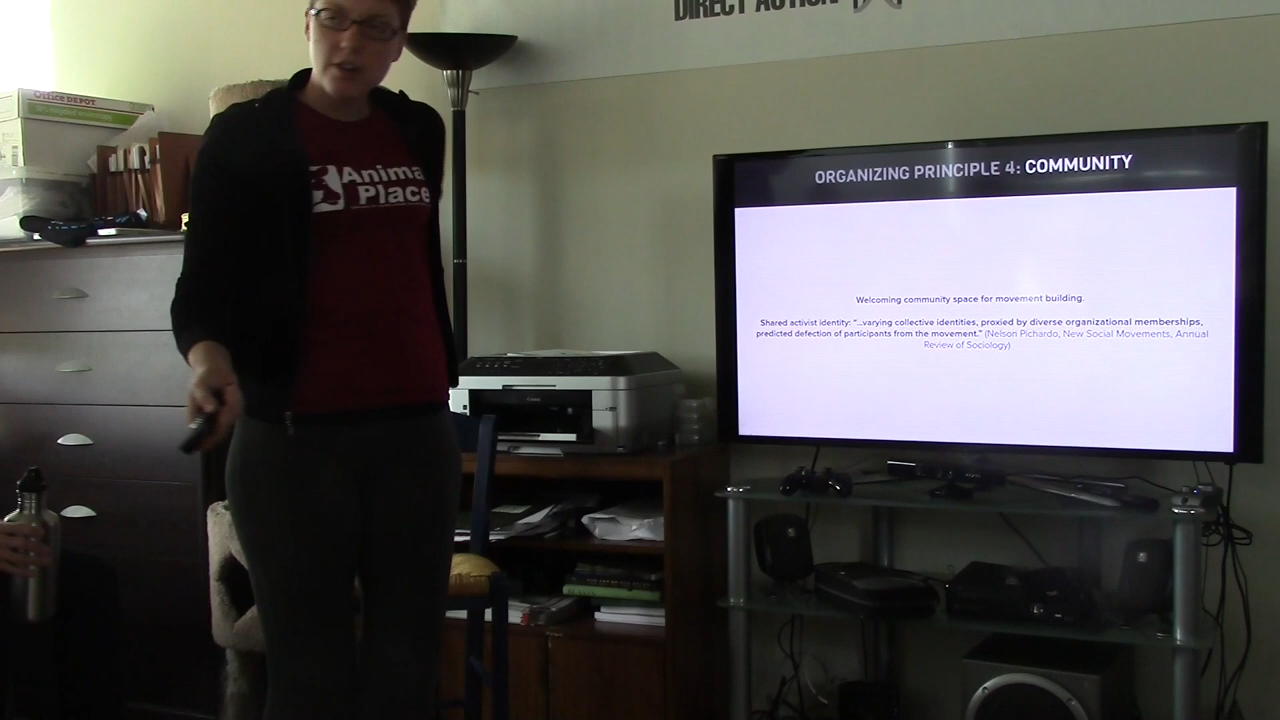 DIRECT ACTION
Office DEPOT
Anima
Place
ORGANIZING PRINCIPLE 4: COMMUNITY
Welcoming community space for movement building.
Shared activist identity: “...varying collective identities, proxied by diverse organizational memberships,
predicted defection of participants from the movement.” (Nelson Pichardo, New Social Movements, Annual
Review of Sociology)
Canon